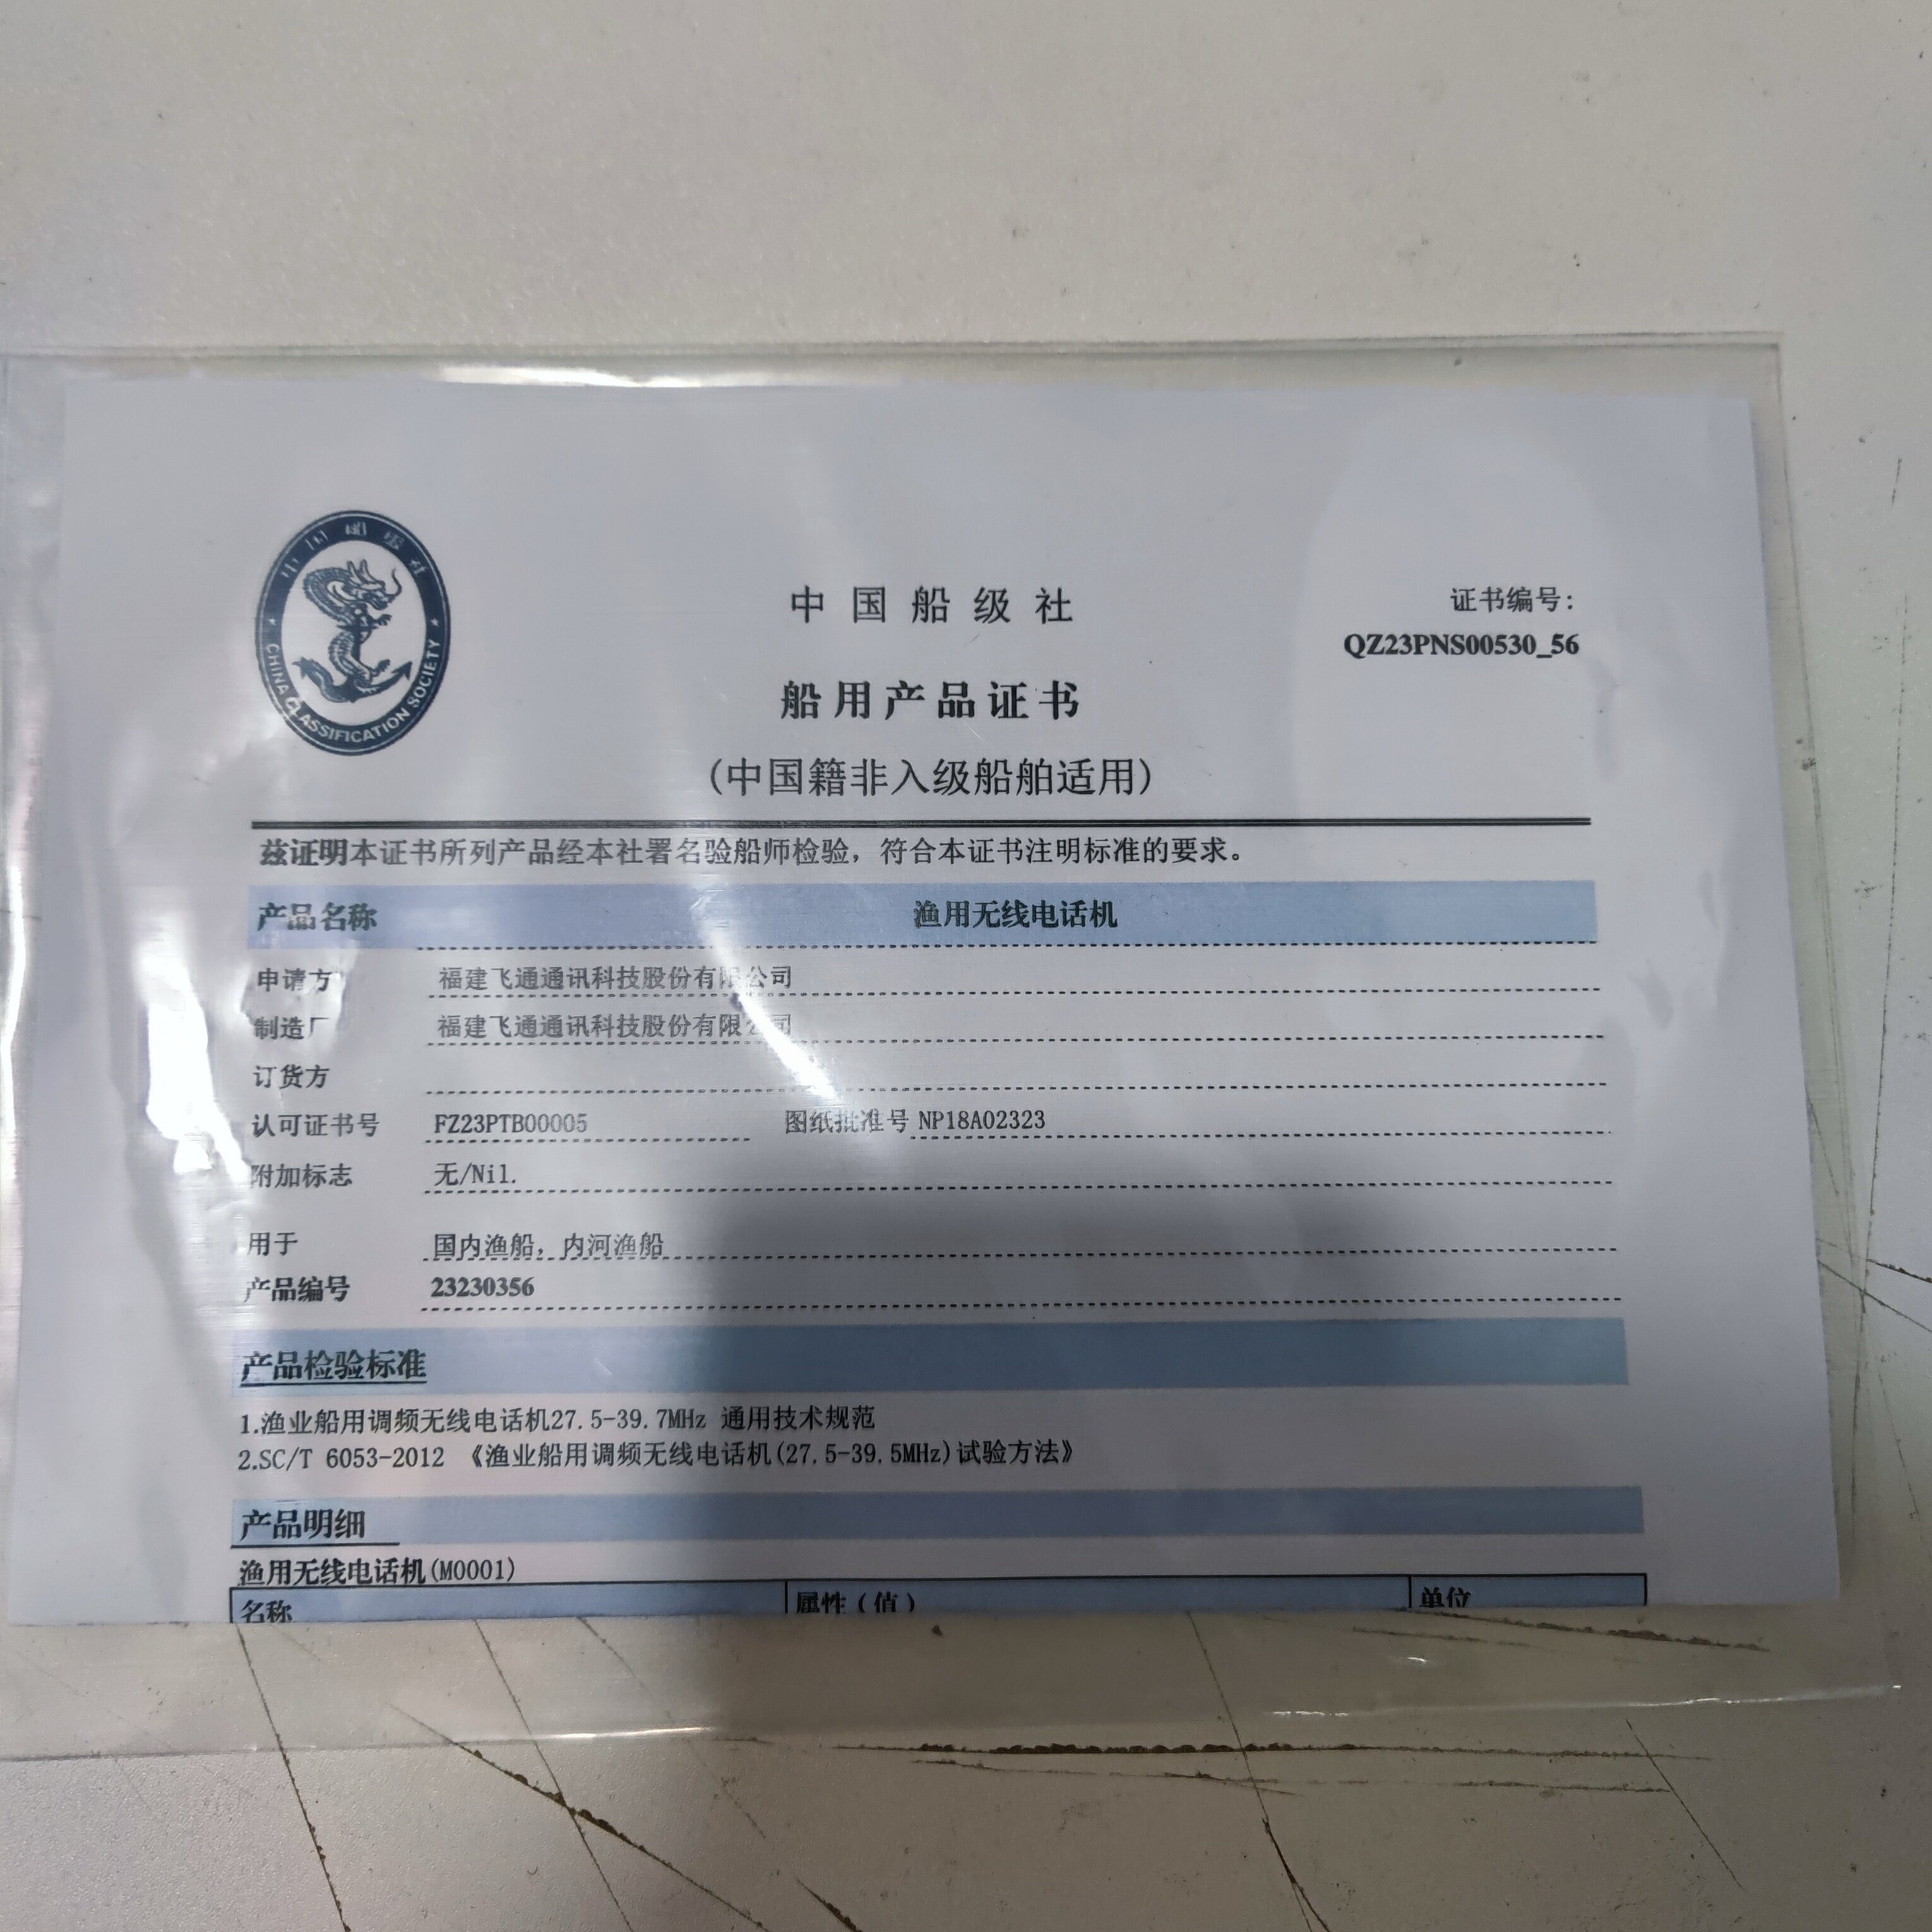 中国船级社
CHINA CLASSIFICATION SOCIETY
中国船级社
证书编号:
QZ23PNS00530_56
船用产品证书
(中国籍非入级船舶适用)
兹证明本证书所列产品经本社署名验船师检验，符合本证书注明标准的要求。
产品名称 渔用无线电话机
申请方 福建飞通通讯科技股份有限公司
制造厂 福建飞通通讯科技股份有限公司
订货方
认可证书号 FZ23PTB00005 图纸批准号 NP18A02323
附加标志 无/Nil.
用于 国内渔船，内河渔船
产品编号 23230356
产品检验标准
1.渔业船用调频无线电话机27.5-39.7MHz 通用技术规范
2.SC/T 6053-2012 《渔业船用调频无线电话机(27.5-39.5MHz)试验方法》
产品明细
渔用无线电话机(M0001)
名称 属性(值) 单位